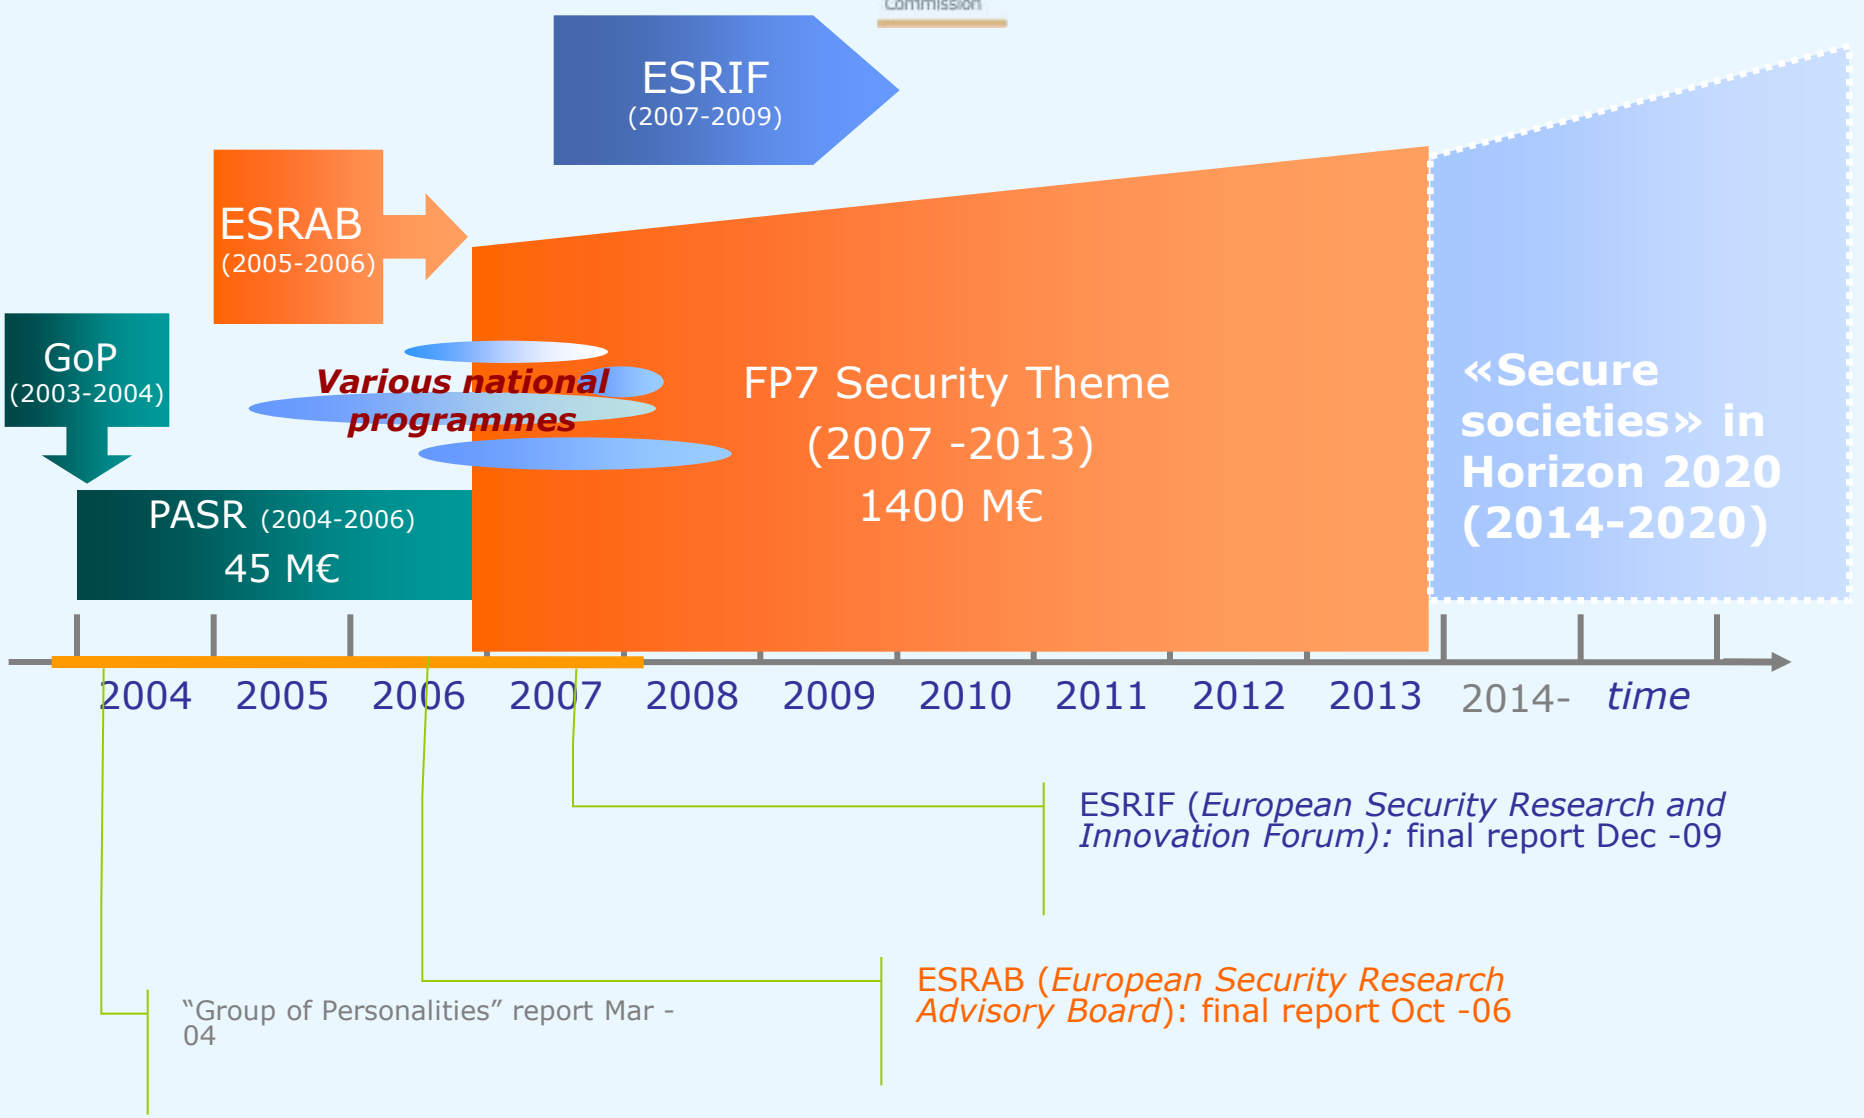 Commission
ESRIF
(2007-2009)
ESRAB
(2005-2006)
GoP
(2003-2004)
Various national
programmes
FP7 Security Theme
(2007 -2013)
1400 M€
«Secure
societies» in
Horizon 2020
(2014-2020)
PASR (2004-2006)
45 M€
2004 2005 2006 2007 2008 2009 2010 2011 2012 2013 2014- time
ESRIF (European Security Research and
Innovation Forum): final report Dec -09
ESRAB (European Security Research
Advisory Board): final report Oct -06
“Group of Personalities” report Mar -
04